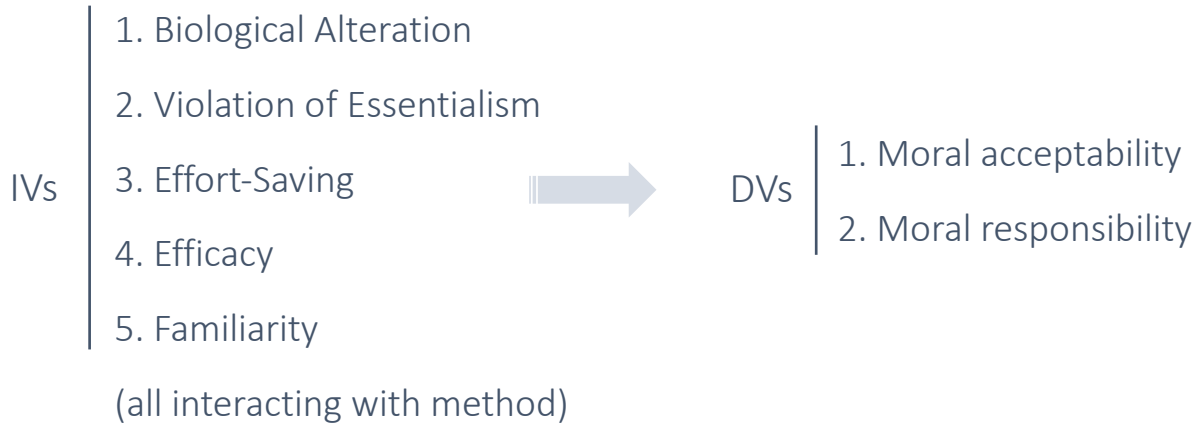 IVs
1. Biological Alteration
2. Violation of Essentialism
3. Effort-Saving
4. Efficacy
5. Familiarity
(all interacting with method)
DVs
1. Moral acceptability
2. Moral responsibility